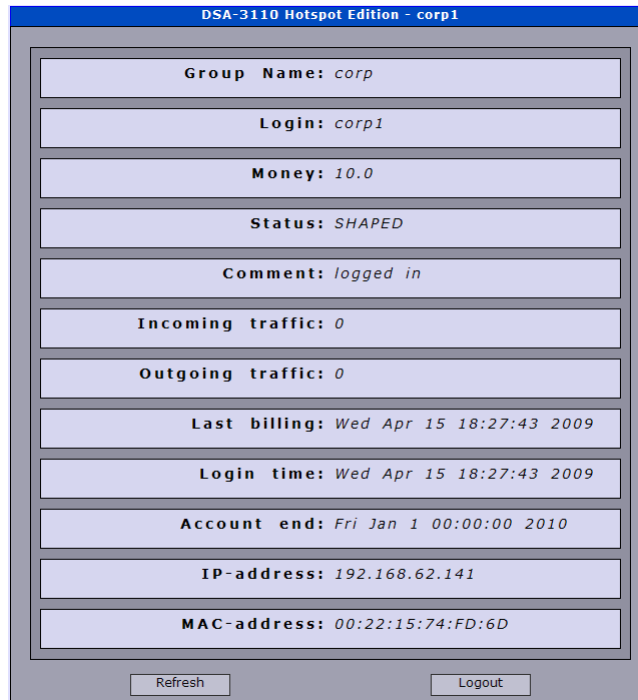 DSA-3110 Hotspot Edition - corp1
Group Name: corp
Login: corp1
Money: 10.0
Status: SHAPED
Comment: logged in
Incoming traffic: 0
Outgoing traffic: 0
Last billing: Wed Apr 15 18:27:43 2009
Login time: Wed Apr 15 18:27:43 2009
Account end: Fri Jan 1 00:00:00 2010
IP-address: 192.168.62.141
MAC-address: 00:22:15:74:FD:6D
Refresh Logout